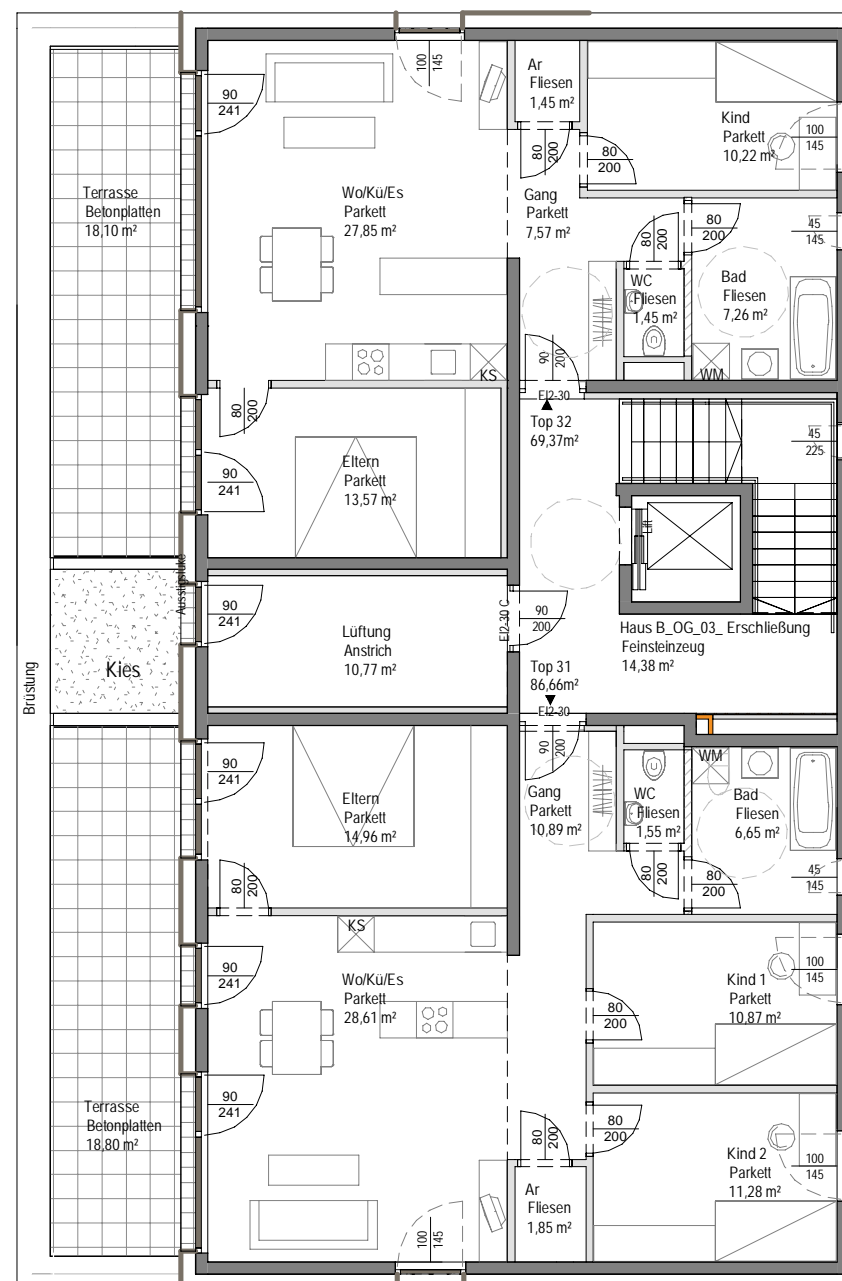 100
145
Ar
Fliesen
1,45 m²
90
241
Kind
Parkett
10,22 m²
100
145
80
200
80
200
Terrasse
Betonplatten
18,10 m²
Wo/Kü/Es
Parkett
27,85 m²
Gang
Parkett
7,57 m²
80
200
80
200
45
145
WC
Fliesen
1,45 m²
Bad
Fliesen
7,26 m²
90
200
KS
WM
EI2-30
80
200
Top 32
69,37m²
45
225
Eltern
Parkett
13,57 m²
90
241
Lift
Ausstiegsluke
90
241
Lüftung
Anstrich
10,77 m²
EI2-30 C
90
200
Haus B_OG_03_ Erschließung
Feinsteinzeug
14,38 m²
Kies
Brüstung
Top 31
86,66m²
EI2-30
90
200
90
241
WM
Eltern
Parkett
14,96 m²
Gang
Parkett
10,89 m²
WC
Fliesen
1,55 m²
Bad
Fliesen
6,65 m²
80
200
80
200
80
200
45
145
KS
90
241
Wo/Kü/Es
Parkett
28,61 m²
Kind 1
Parkett
10,87 m²
100
145
80
200
90
241
Terrasse
Betonplatten
18,80 m²
80
200
80
200
Kind 2
Parkett
11,28 m²
100
145
Ar
Fliesen
1,85 m²
100
145